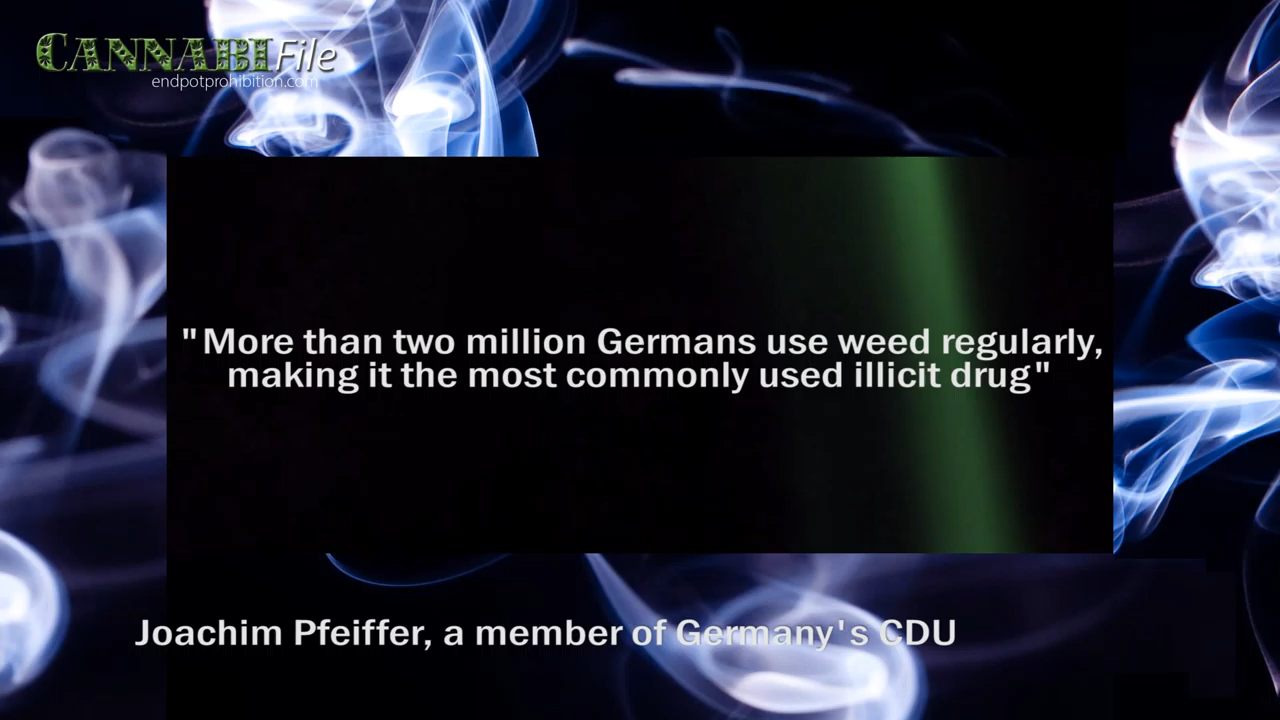 CANNABIFile
endpotprohibition.com
"More than two million Germans use weed regularly,
making it the most commonly used illicit drug"
Joachim Pfeiffer, a member of Germany's CDU